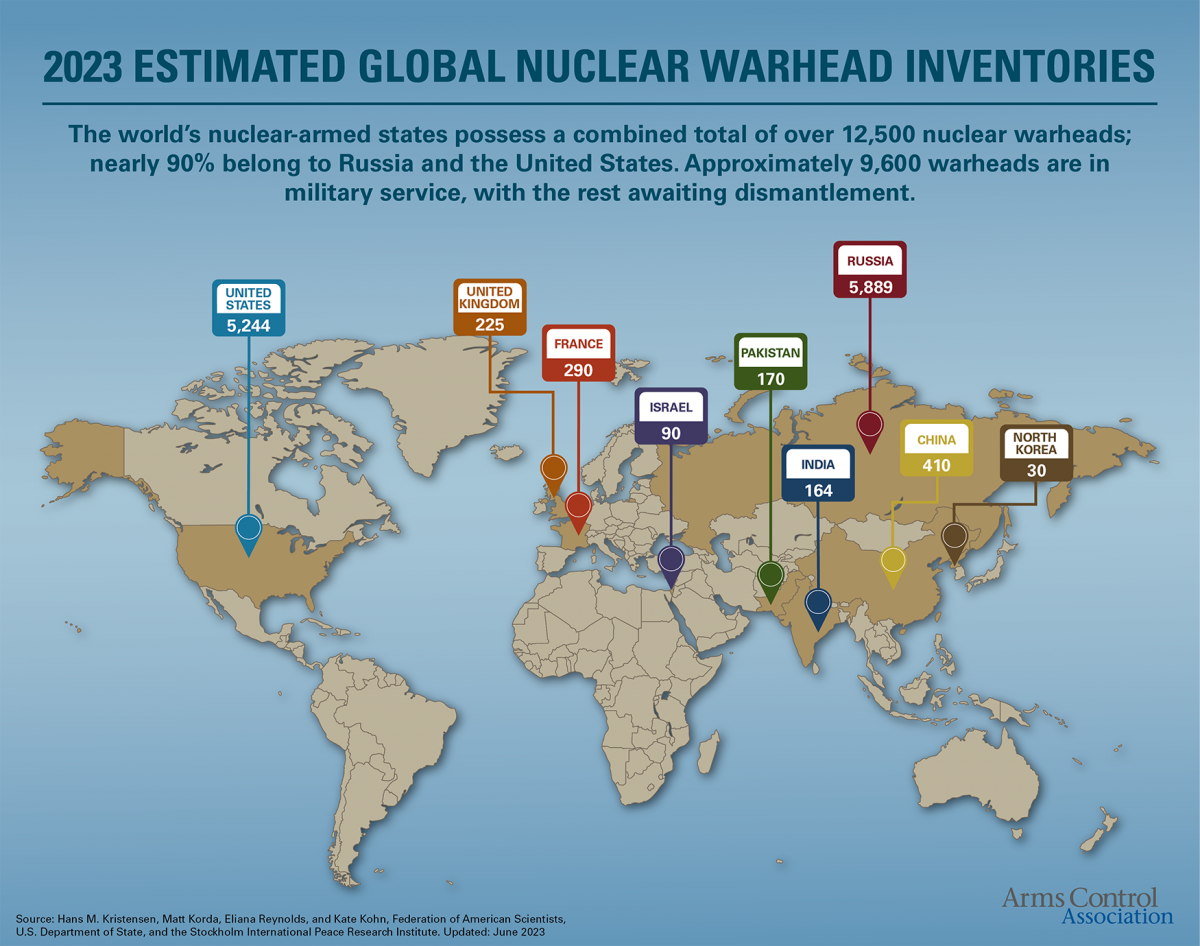 2023 ESTIMATED GLOBAL NUCLEAR WARHEAD INVENTORIES
The world's nuclear-armed states possess a combined total of over 12,500 nuclear warheads;
nearly 90% belong to Russia and the United States. Approximately 9,600 warheads are in
military service, with the rest awaiting dismantlement.
RUSSIA
5,889
UNITED
STATES
5,244
UNITED
KINGDOM
225
FRANCE
290
PAKISTAN
170
ISRAEL
90
INDIA
164
CHINA
410
NORTH
KOREA
30
Arms Control
Association
Source: Hans M. Kristensen, Matt Korda, Eliana Reynolds, and Kate Kohn, Federation of American Scientists,
U.S. Department of State, and the Stockholm International Peace Research Institute. Updated: June 2023